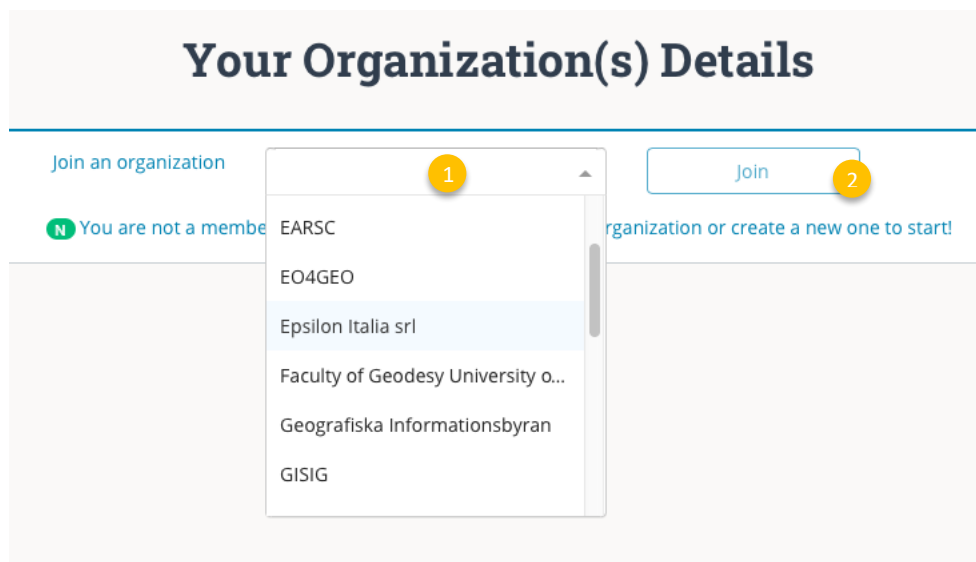 Your Organization(s) Details
Join an organization
1
Join
2
N You are not a membe
rganization or create a new one to start!
EARSC
EO4GEO
Epsilon Italia srl
Faculty of Geodesy University o...
Geografiska Informationsbyran
GISIG